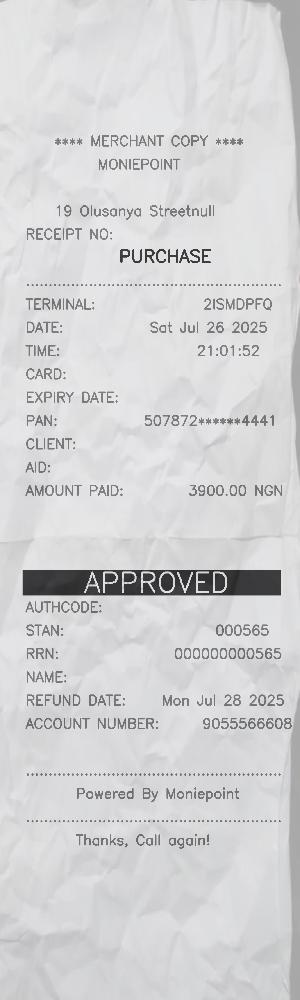 **** MERCHANT COPY ****
MONIEPOINT
19 Olusanya Streetnull
RECEIPT NO:
PURCHASE
TERMINAL: 2ISMDPFQ
DATE: Sat Jul 26 2025
TIME: 21:01:52
CARD:
EXPIRY DATE:
PAN: 507872******4441
CLIENT:
AID:
AMOUNT PAID: 3900.00 NGN
APPROVED
AUTHCODE:
STAN: 000565
RRN: 000000000565
NAME:
REFUND DATE: Mon Jul 28 2025
ACCOUNT NUMBER: 9055566608
Powered By Moniepoint
Thanks, Call again!